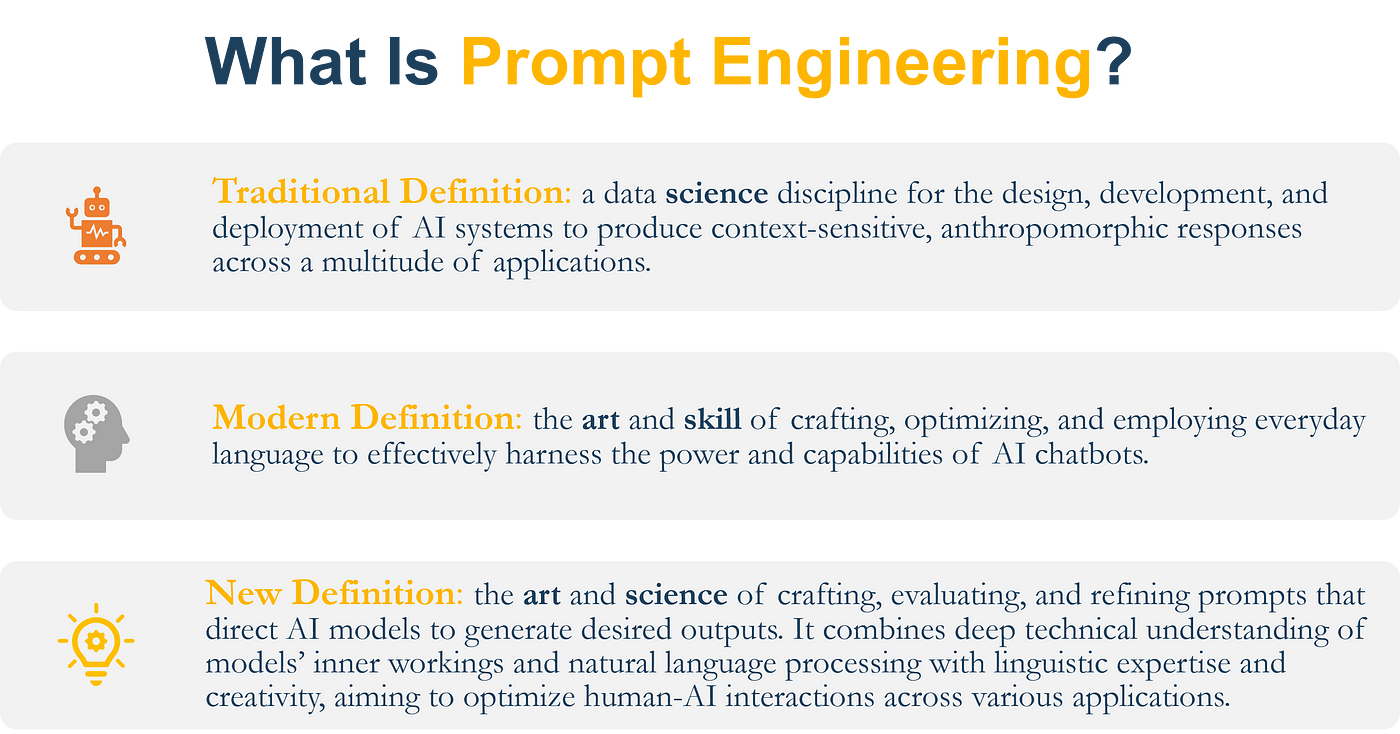 What Is Prompt Engineering?
Traditional Definition: a data science discipline for the design, development, and
deployment of AI systems to produce context-sensitive, anthropomorphic responses
across a multitude of applications.
Modern Definition: the art and skill of crafting, optimizing, and employing everyday
language to effectively harness the power and capabilities of AI chatbots.
New Definition: the art and science of crafting, evaluating, and refining prompts that
direct AI models to generate desired outputs. It combines deep technical understanding of
models’ inner workings and natural language processing with linguistic expertise and
creativity, aiming to optimize human-AI interactions across various applications.